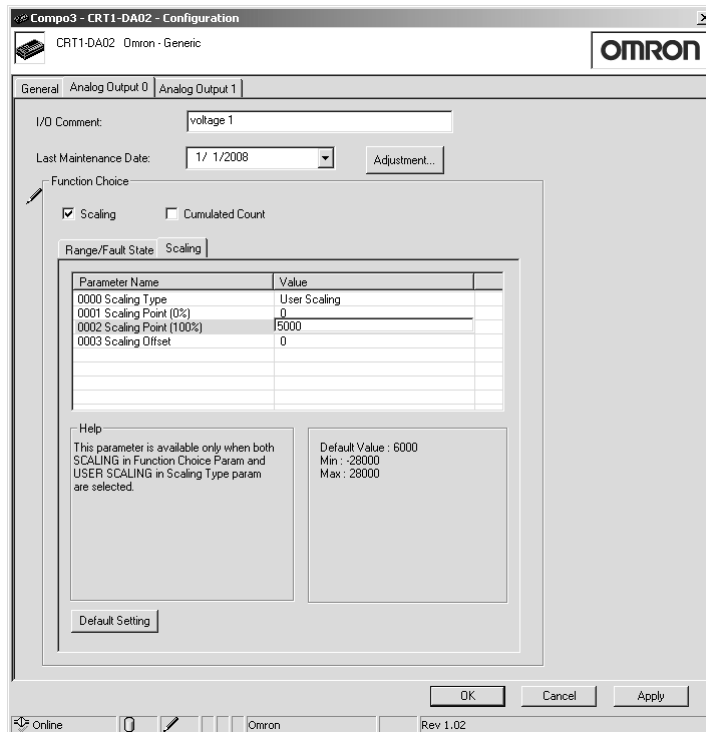 Compo3 - CRT1-DA02 - Configuration
CRT1-DA02 Omron - Generic
OMRON
General
Analog Output 0
Analog Output 1
I/O Comment:
voltage 1
Last Maintenance Date:
1/ 1/2008
Adjustment...
Function Choice
Scaling
Cumulated Count
Range/Fault State
Scaling
Parameter Name Value
0000 Scaling Type User Scaling
0001 Scaling Point (0%) 0
0002 Scaling Point (100%) 5000
0003 Scaling Offset 0
Help
This parameter is available only when both
SCALING in Function Choice Param and
USER SCALING in Scaling Type param
are selected.
Default Value : 6000
Min : -28000
Max : 28000
Default Setting
OK
Cancel
Apply
Online
Omron
Rev 1.02